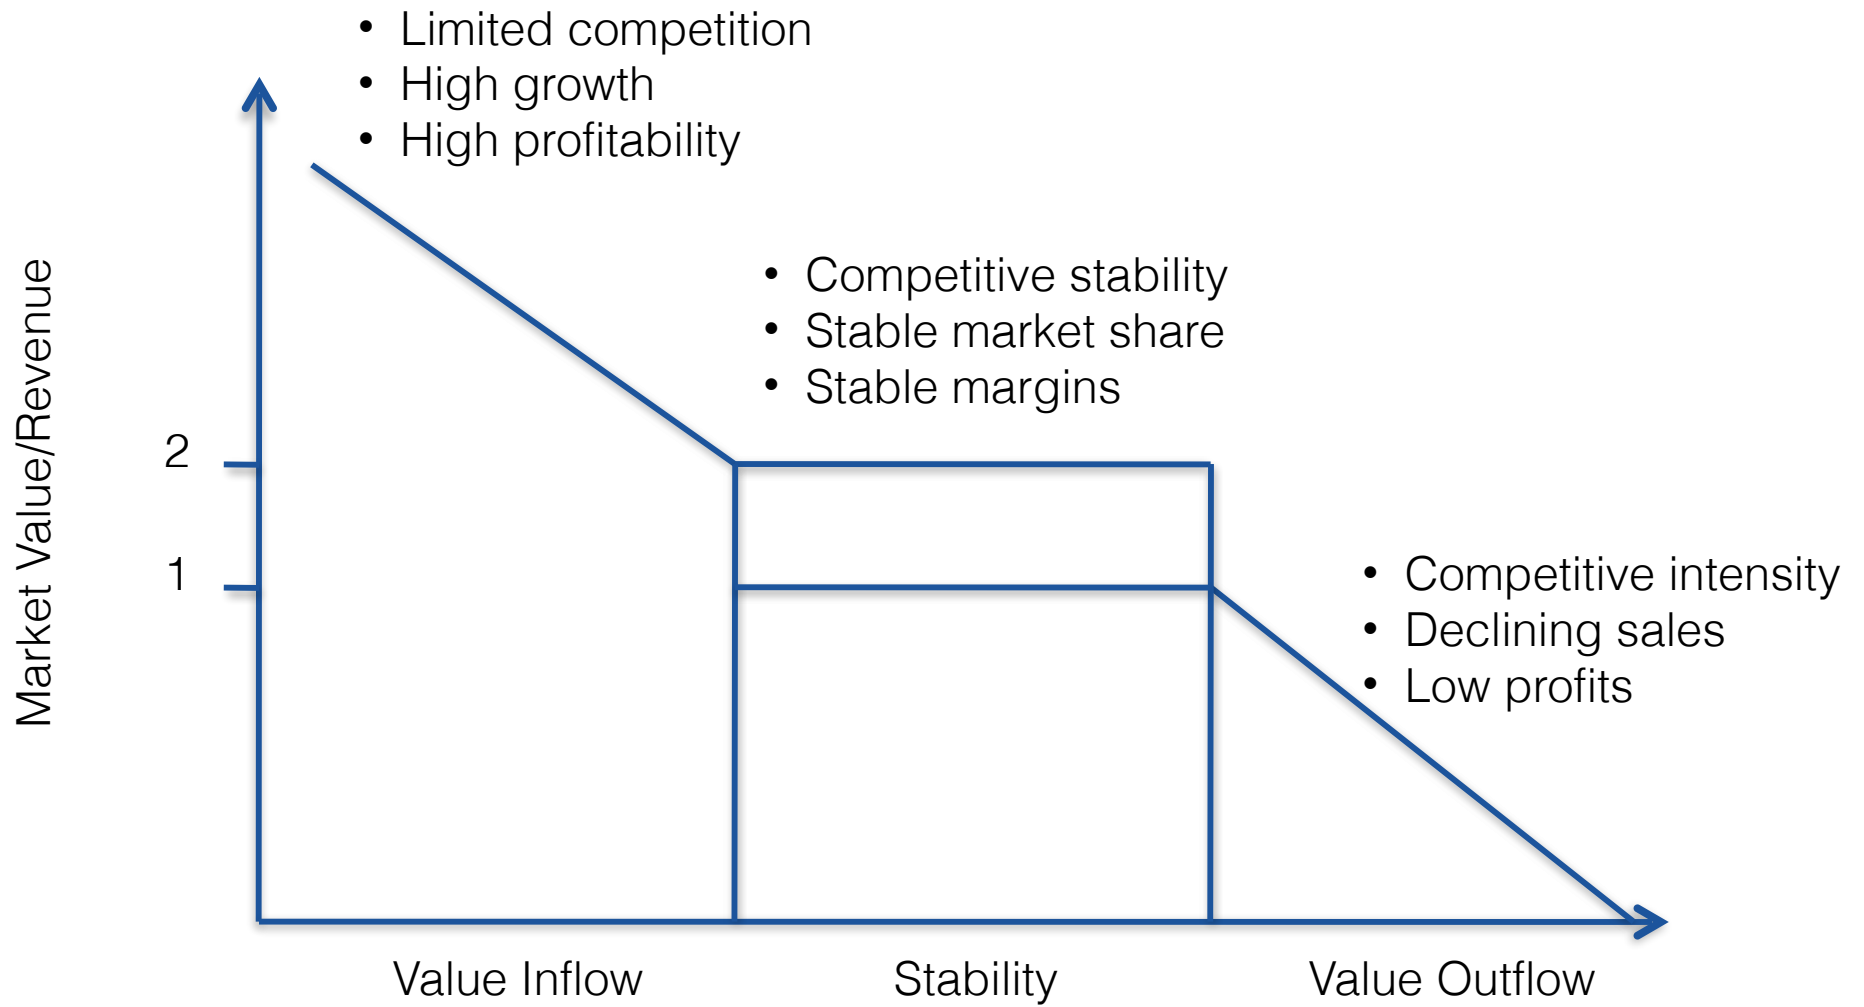 • Limited competition
• High growth
• High profitability
Market Value/Revenue
• Competitive stability
• Stable market share
• Stable margins
2
1
• Competitive intensity
• Declining sales
• Low profits
Value Inflow
Stability
Value Outflow